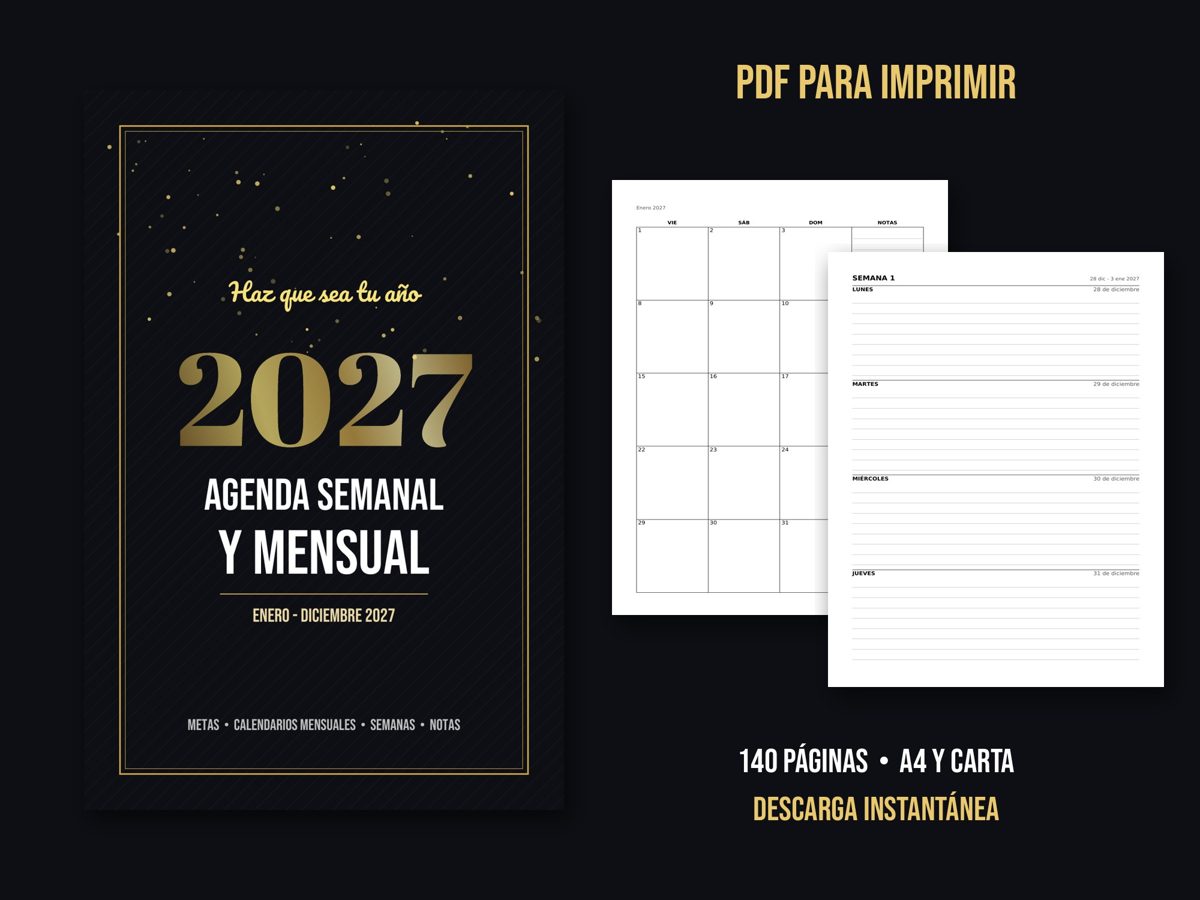 Haz que sea tu año
2027
AGENDA SEMANAL
Y MENSUAL
ENERO - DICIEMBRE 2027
METAS • CALENDARIOS MENSUALES • SEMANAS • NOTAS
PDF PARA IMPRIMIR
Enero 2027
VIE SÁB DOM NOTAS
1 2 3
8 9 10
15 16 17
22 23 24
29 30 31
SEMANA 1 28 dic - 3 ene 2027
LUNES 28 de diciembre
MARTES 29 de diciembre
MIÉRCOLES 30 de diciembre
JUEVES 31 de diciembre
140 PÁGINAS • A4 Y CARTA
DESCARGA INSTANTÁNEA